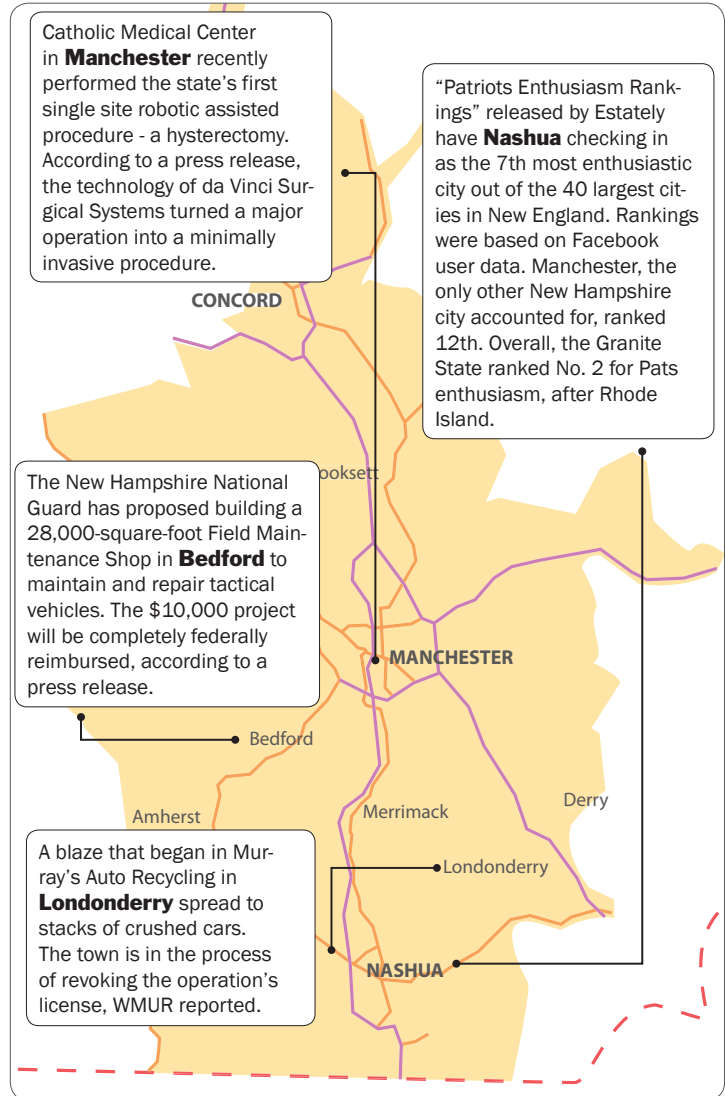 Catholic Medical Center
in Manchester recently
performed the state's first
single site robotic assisted
procedure - a hysterectomy.
According to a press release,
the technology of da Vinci Sur-
gical Systems turned a major
operation into a minimally
invasive procedure.
"Patriots Enthusiasm Rank-
ings" released by Estately
have Nashua checking in
as the 7th most enthusiastic
city out of the 40 largest cit-
ies in New England. Rankings
were based on Facebook
user data. Manchester, the
only other New Hampshire
city accounted for, ranked
12th. Overall, the Granite
State ranked No. 2 for Pats
enthusiasm, after Rhode
Island.
CONCORD
ooksett
The New Hampshire National
Guard has proposed building a
28,000-square-foot Field Main-
tenance Shop in Bedford to
maintain and repair tactical
vehicles. The $10,000 project
will be completely federally
reimbursed, according to a
press release.
MANCHESTER
Bedford
Amherst
Merrimack
Derry
Londonderry
A blaze that began in Mur-
ray's Auto Recycling in
Londonderry spread to
stacks of crushed cars.
The town is in the process
of revoking the operation's
license, WMUR reported.
NASHUA